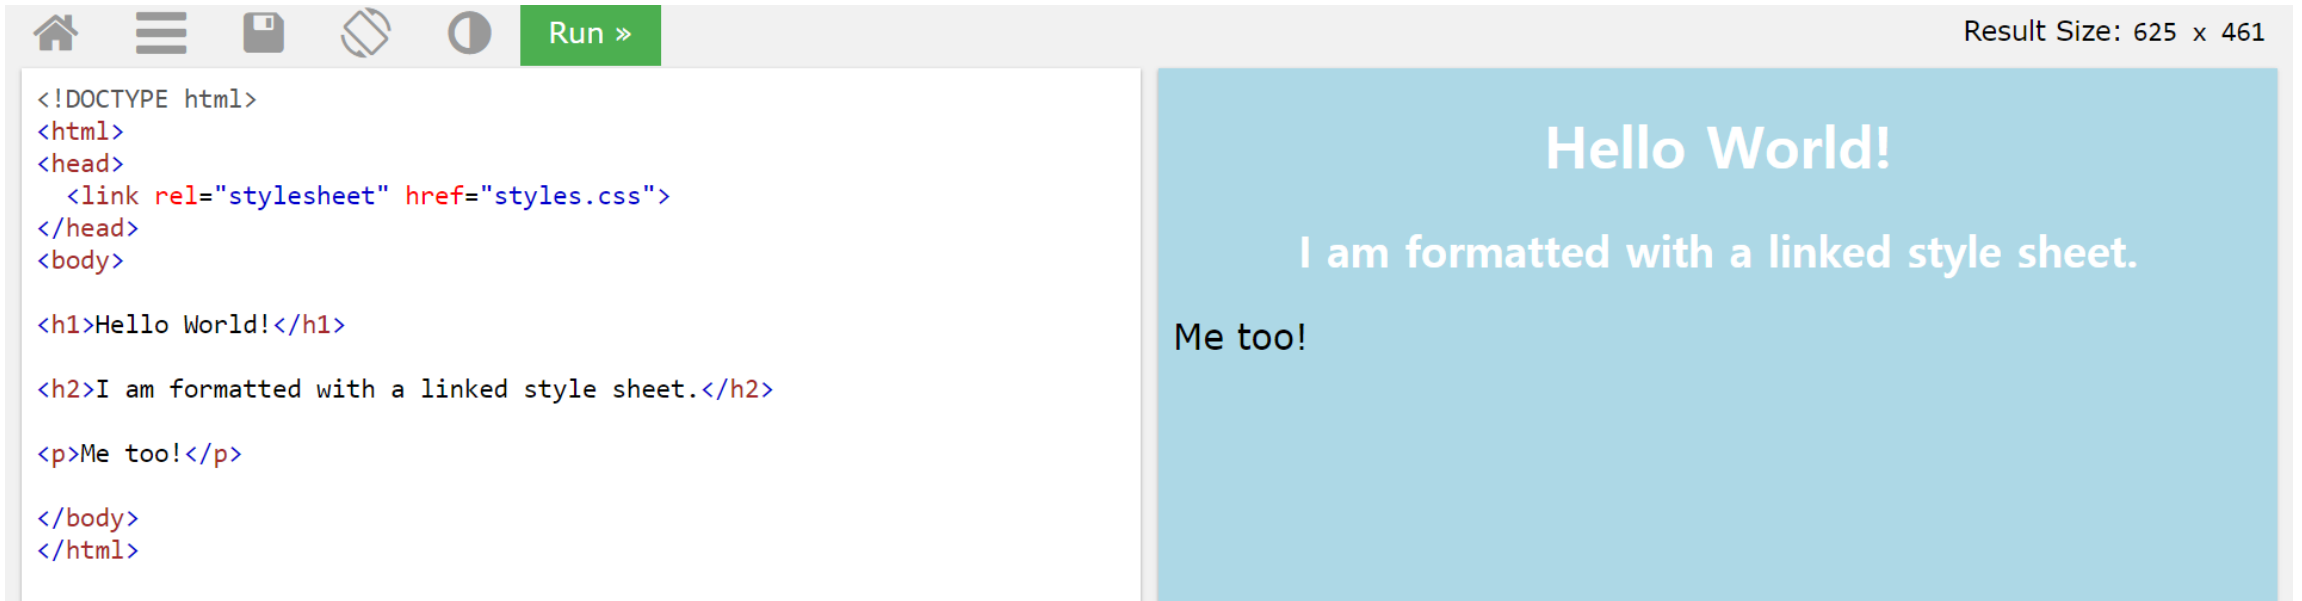 Run »
Result Size: 625 x 461
<!DOCTYPE html>
<html>
<head>
  <link rel="stylesheet" href="styles.css">
</head>
<body>
<h1>Hello World!</h1>
<h2>I am formatted with a linked style sheet.</h2>
<p>Me too!</p>
</body>
</html>
Hello World!
I am formatted with a linked style sheet.
Me too!